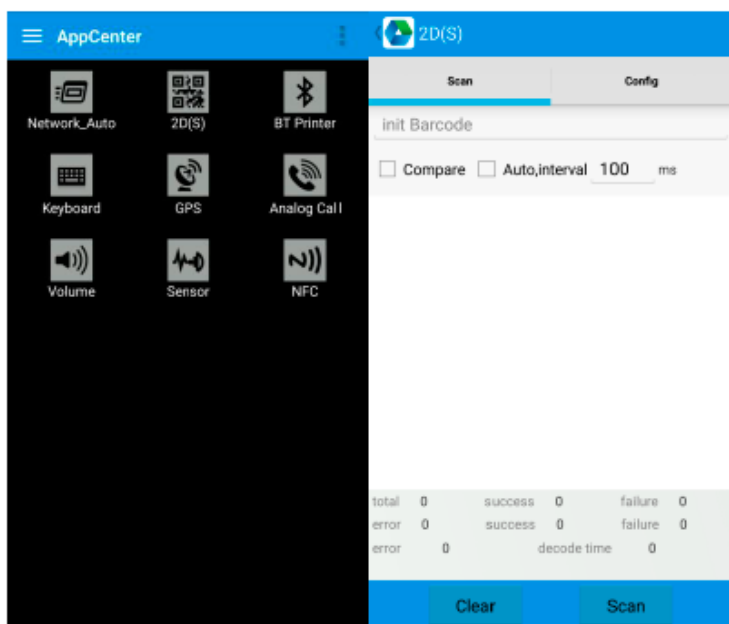 AppCenter
Network_Auto
2D(S)
BT Printer
Keyboard
GPS
Analog Call
Volume
Sensor
NFC
2D(S)
Scan
Config
init Barcode
Compare
Auto,interval 100 ms
total 0 success 0 failure 0
error 0 success 0 failure 0
error 0 decode time 0
Clear
Scan